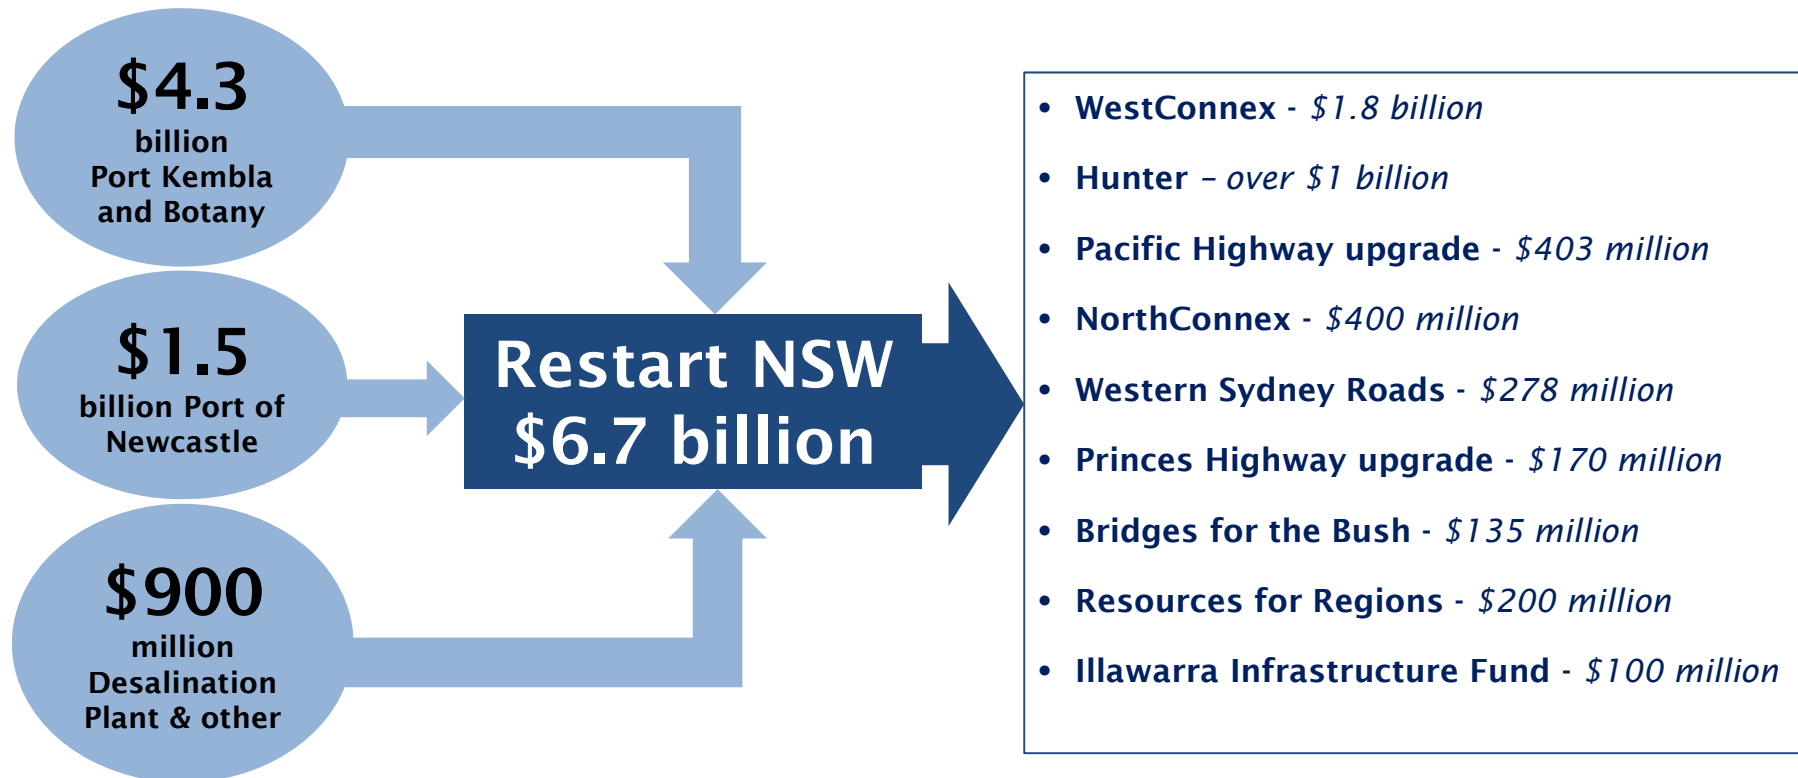 $4.3
billion
Port Kembla
and Botany
$1.5
billion Port of
Newcastle
$900
million
Desalination
Plant & other
Restart NSW
$6.7 billion
• WestConnex - $1.8 billion
• Hunter – over $1 billion
• Pacific Highway upgrade - $403 million
• NorthConnex - $400 million
• Western Sydney Roads - $278 million
• Princes Highway upgrade - $170 million
• Bridges for the Bush - $135 million
• Resources for Regions - $200 million
• Illawarra Infrastructure Fund - $100 million